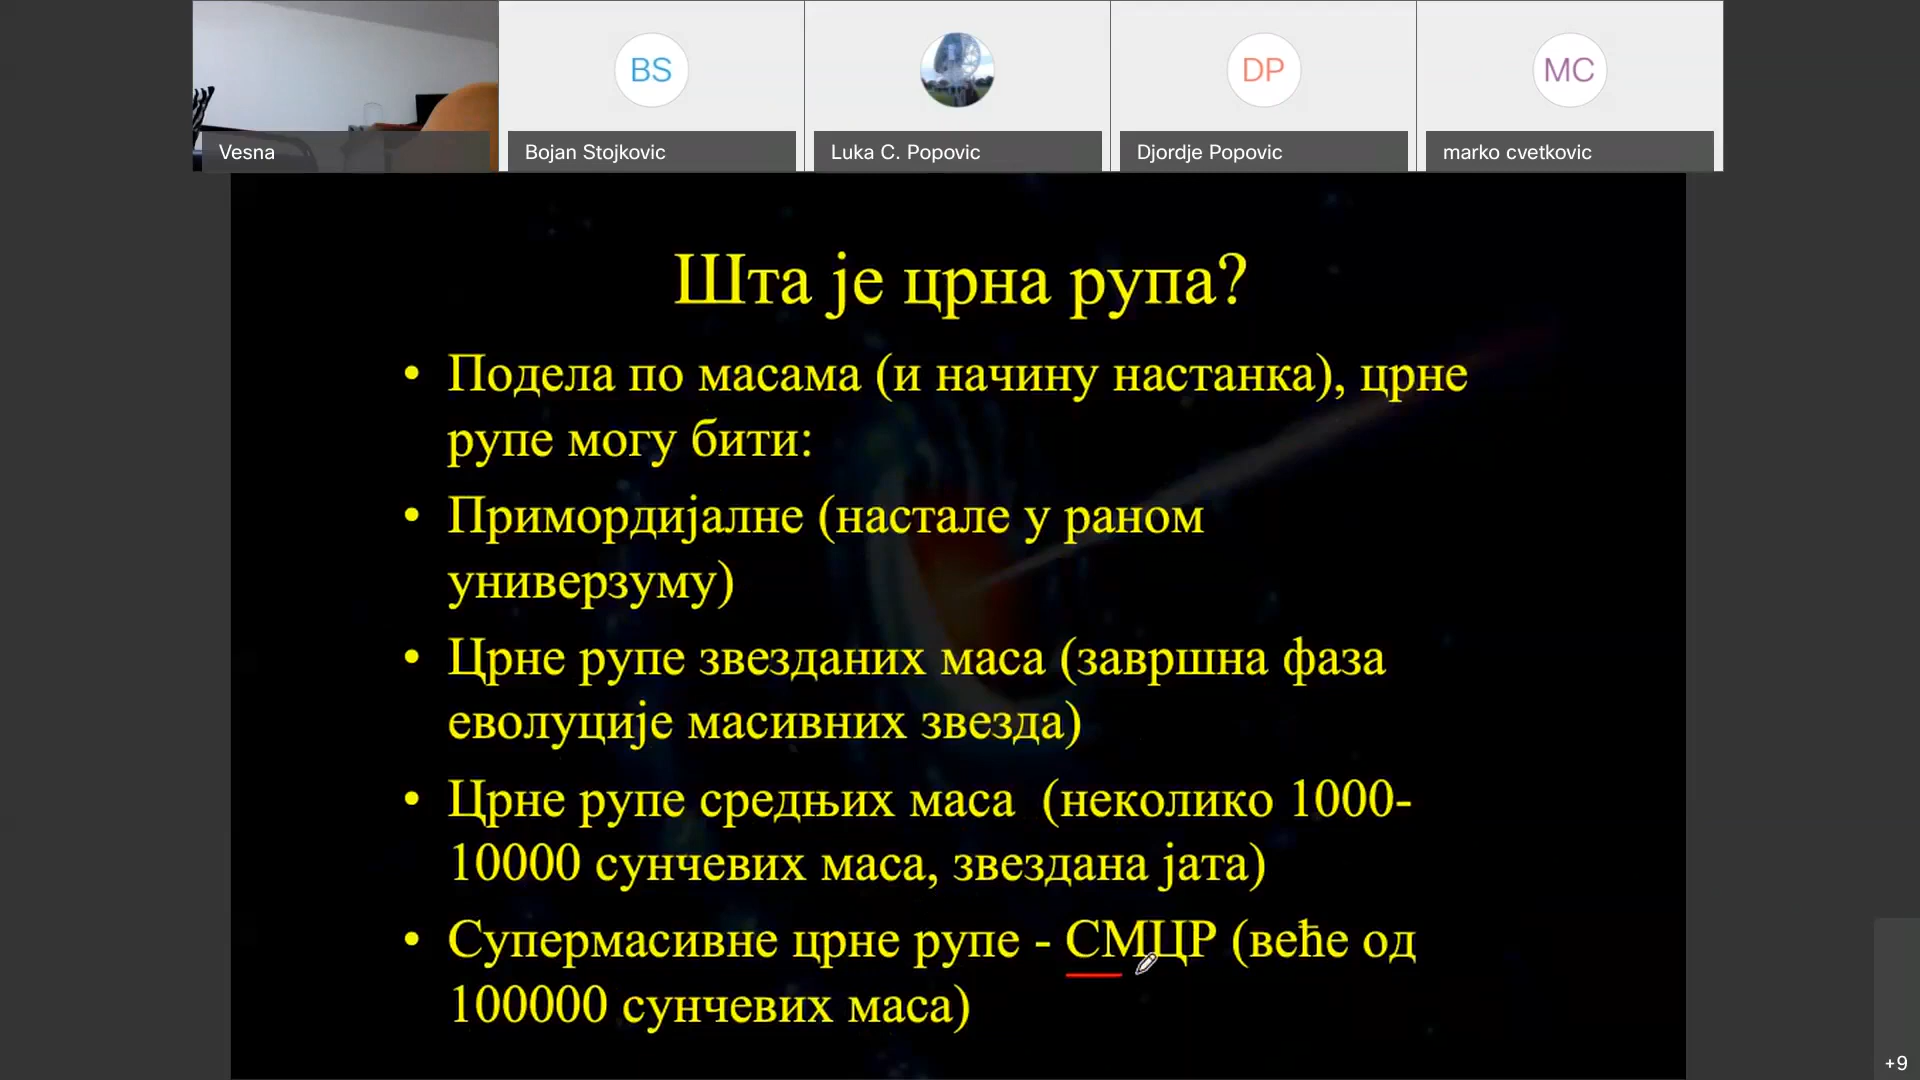 BS
DP
MC
Vesna
Bojan Stojkovic
Luka C. Popovic
Djordje Popovic
marko cvetkovic
Шта је црна рупа?
• Подела по масама (и начину настанка), црне
рупе могу бити:
• Примордијалне (настале у раном
универзуму)
• Црне рупе звезданих маса (завршна фаза
еволуције масивних звезда)
• Црне рупе средњих маса (неколико 1000-
10000 сунчевих маса, звездана јата)
• Супермасивне црне рупе - СМЦР (веће од
100000 сунчевих маса)
+9